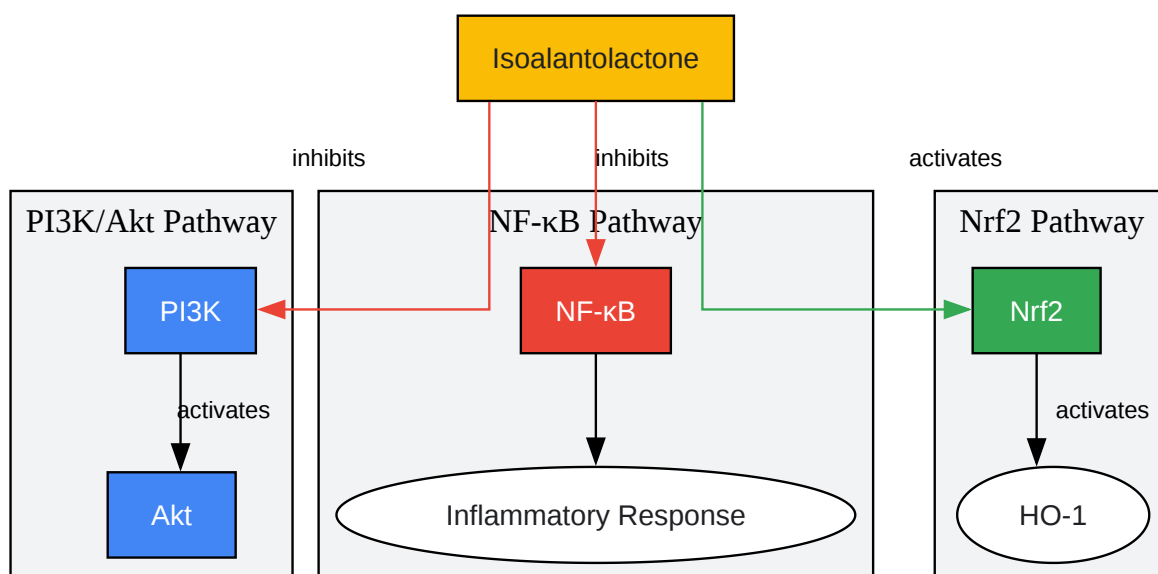 Isoalantolactone
inhibits
inhibits
activates
PI3K/Akt Pathway
NF-κB Pathway
Nrf2 Pathway
PI3K
NF-κB
Nrf2
activates
activates
Akt
Inflammatory Response
HO-1